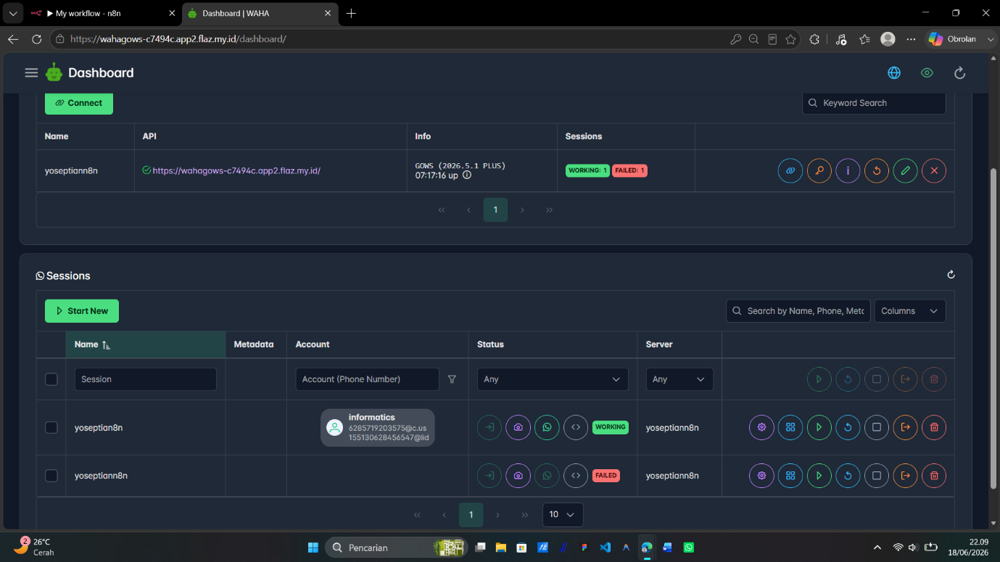 ▶ My workflow - n8n
Dashboard | WAHA
https://wahagows-c7494c.app2.flaz.my.id/dashboard/
Obrolan
Dashboard
Connect
Keyword Search
Name API Info Sessions
yoseptiann8n https://wahagows-c7494c.app2.flaz.my.id/ GOWS (2026.5.1 PLUS) WORKING: 1 FAILED: 1
07:17:16 up
1
Sessions
Start New
Search by Name, Phone, Meta
Columns
Name Metadata Account Status Server
Session Account (Phone Number) Any Any
yoseptian8n informatics WORKING yoseptiann8n
6285719203575@c.us
155130628456547@lid
yoseptiann8n FAILED yoseptiann8n
1 10
2
26°C
Cerah
Pencarian
22.09
18/06/2026